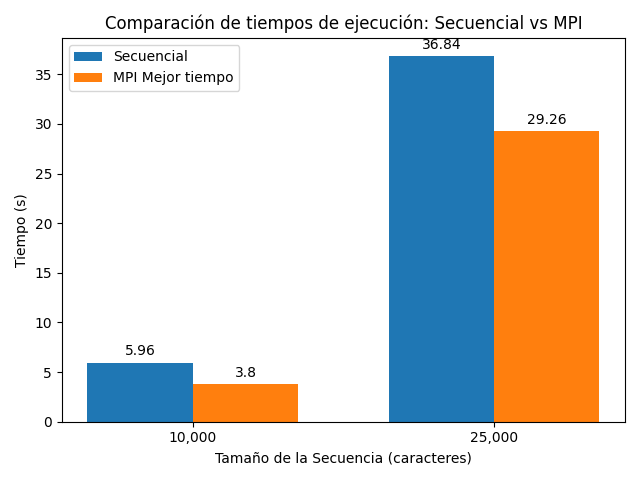 Comparación de tiempos de ejecución: Secuencial vs MPI
Secuencial
MPI Mejor tiempo
36.84
29.26
5.96
3.8
35
30
25
20
15
10
5
0
Tiempo (s)
10,000
25,000
Tamaño de la Secuencia (caracteres)